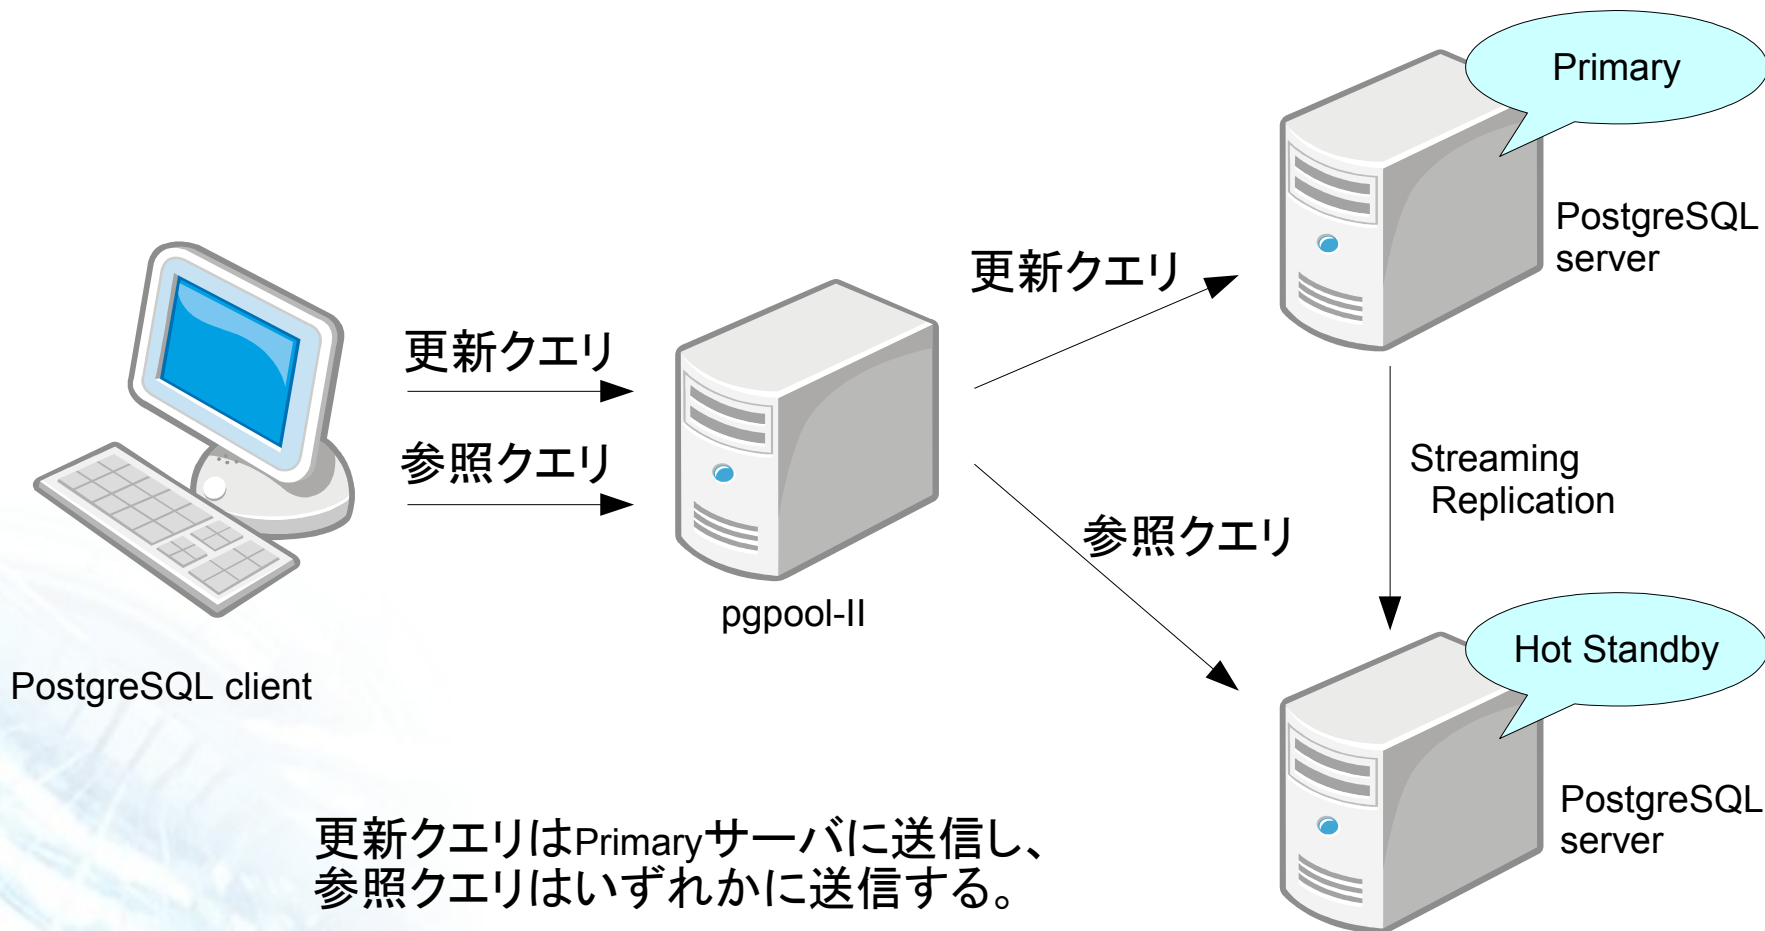 Primary
PostgreSQL
server
更新クエリ
更新クエリ
参照クエリ
Streaming
Replication
参照クエリ
pgpool-II
Hot Standby
PostgreSQL client
PostgreSQL
server
更新クエリはPrimaryサーバに送信し、
参照クエリはいずれかに送信する。